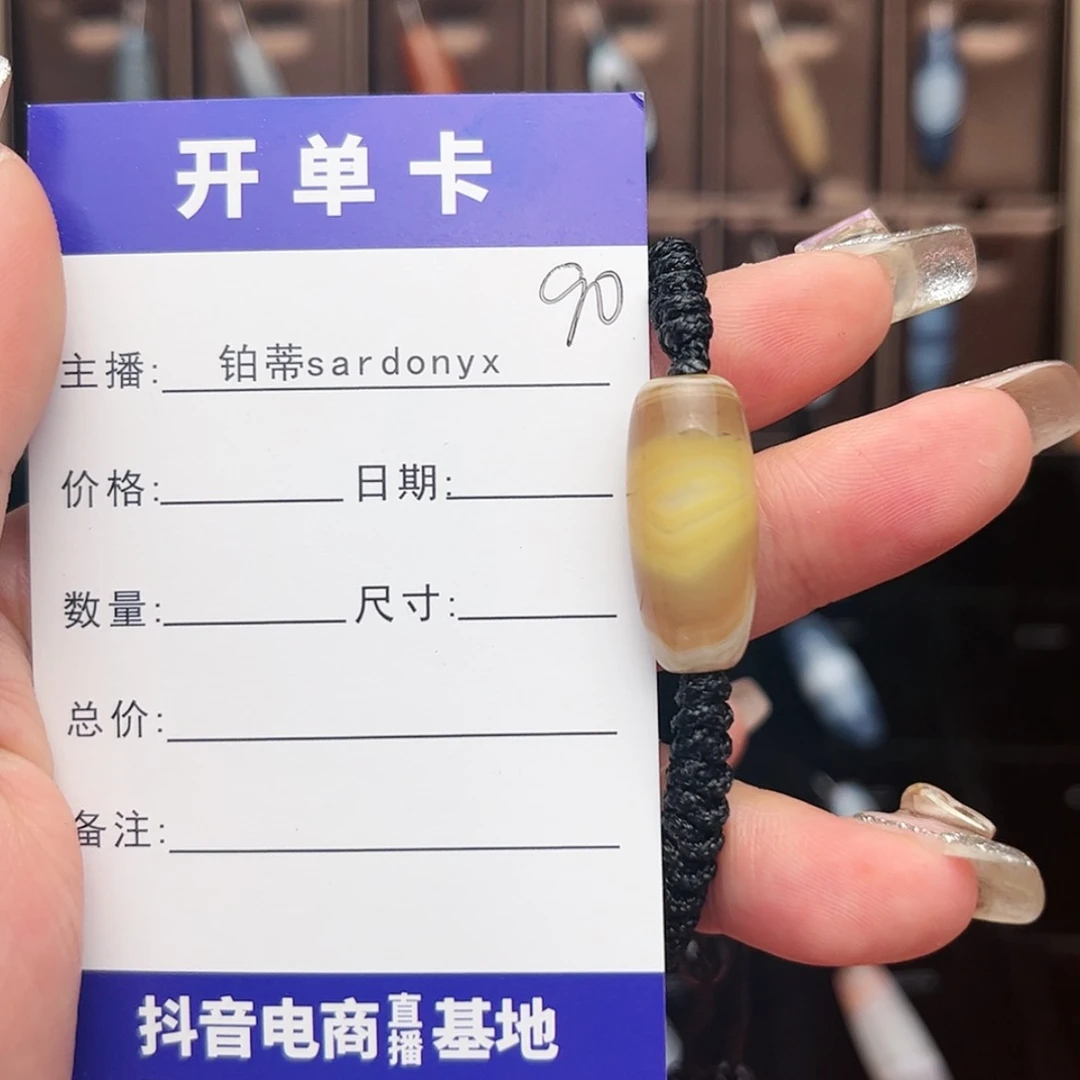 开单卡
90
主播: 铂蒂sardonyx
价格: 日期:
数量: 尺寸:
总价:
备注:
抖音电商直播基地